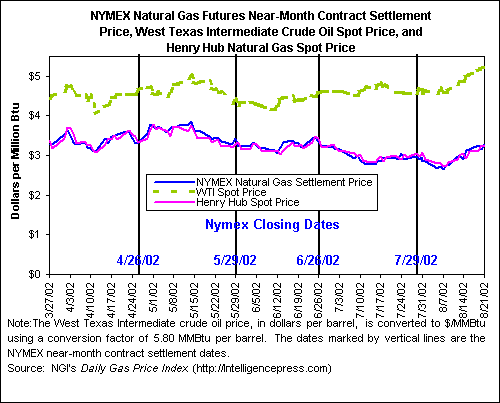 NYMEX Natural Gas Futures Near-Month Contract Settlement
Price, West Texas Intermediate Crude Oil Spot Price, and
Henry Hub Natural Gas Spot Price
Dollars per Million Btu
$5
$4
$3
$2
$1
$0
NYMEX Natural Gas Settlement Price
WTI Spot Price
Henry Hub Spot Price
Nymex Closing Dates
4/26/02 5/29/02 6/26/02 7/29/02
3/27/02 4/3/02 4/10/02 4/17/02 4/24/02 5/1/02 5/8/02 5/15/02 5/22/02 5/29/02 6/5/02 6/12/02 6/19/02 6/26/02 7/3/02 7/10/02 7/17/02 7/24/02 7/31/02 8/7/02 8/14/02 8/21/02
Note:The West Texas Intermediate crude oil price, in dollars per barrel, is converted to $/MMBtu
using a conversion factor of 5.80 MMBtu per barrel. The dates marked by vertical lines are the
NYMEX near-month contract settlement dates.
Source: NGI's Daily Gas Price Index (http://Intelligencepress.com)